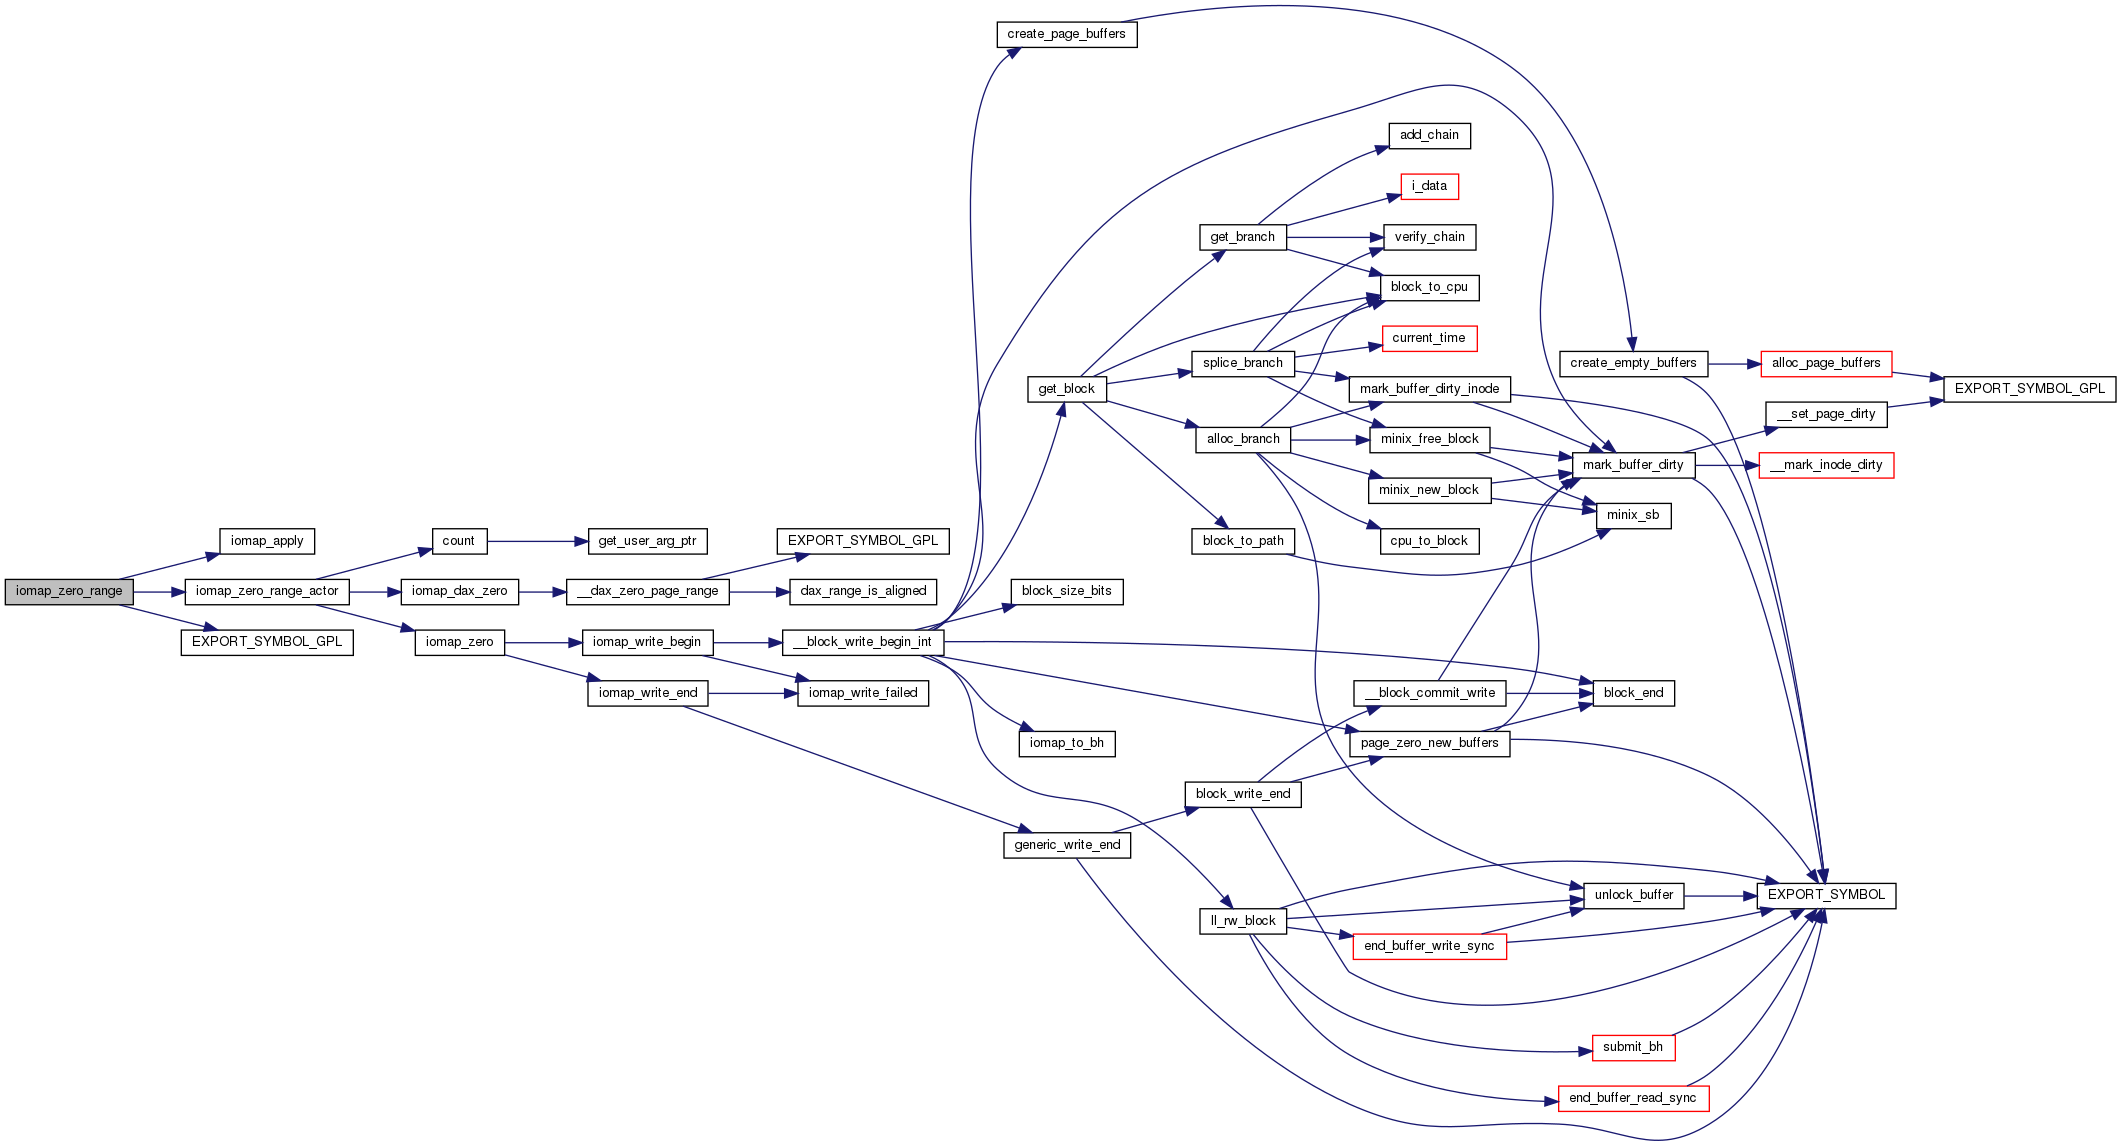 create_page_buffers
add_chain
i_data
get_branch
verify_chain
block_to_cpu
current_time
splice_branch
create_empty_buffers
alloc_page_buffers
get_block
mark_buffer_dirty_inode
EXPORT_SYMBOL_GPL
__set_page_dirty
alloc_branch
minix_free_block
mark_buffer_dirty
__mark_inode_dirty
minix_new_block
minix_sb
iomap_apply
count
get_user_arg_ptr
EXPORT_SYMBOL_GPL
block_to_path
cpu_to_block
iomap_zero_range
iomap_zero_range_actor
iomap_dax_zero
__dax_zero_page_range
dax_range_is_aligned
block_size_bits
EXPORT_SYMBOL_GPL
iomap_zero
iomap_write_begin
__block_write_begin_int
iomap_write_end
iomap_write_failed
__block_commit_write
block_end
iomap_to_bh
page_zero_new_buffers
block_write_end
generic_write_end
unlock_buffer
EXPORT_SYMBOL
ll_rw_block
end_buffer_write_sync
submit_bh
end_buffer_read_sync